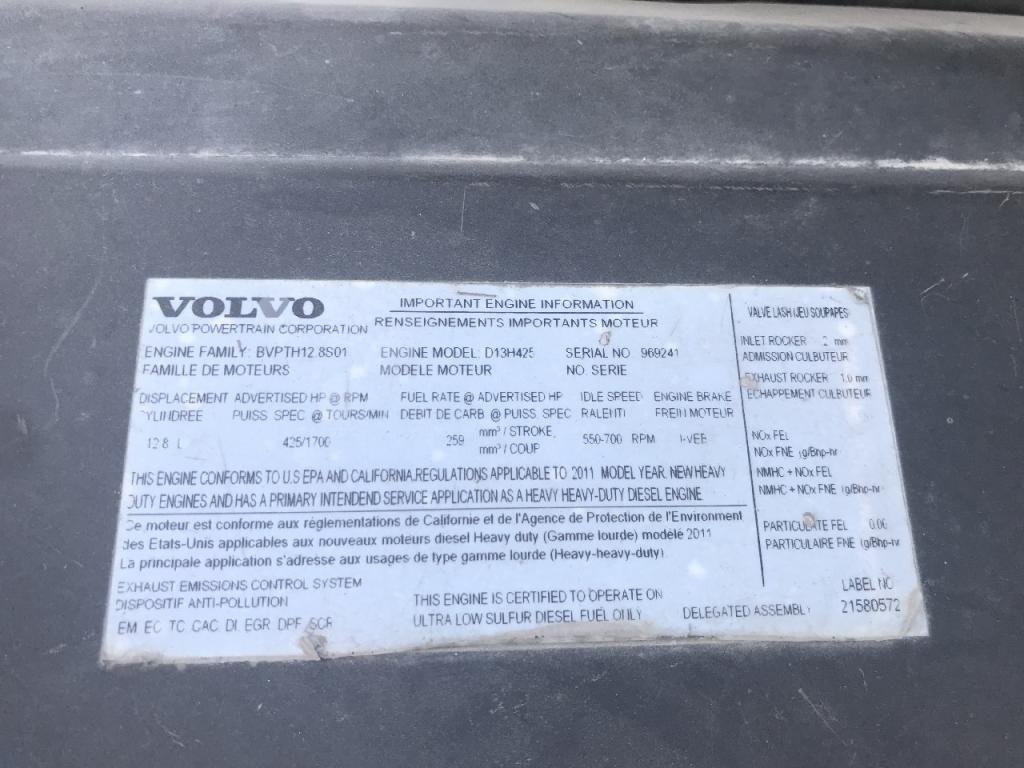 VOLVO
VOLVO POWERTRAIN CORPORATION
IMPORTANT ENGINE INFORMATION
RENSEIGNEMENTS IMPORTANTS MOTEUR
ENGINE FAMILY: BVPTH12.8S01 ENGINE MODEL: D13H425 SERIAL NO 969241
FAMILLE DE MOTEURS MODELE MOTEUR NO. SERIE
DISPLACEMENT ADVERTISED HP @ RPM FUEL RATE @ ADVERTISED HP IDLE SPEED ENGINE BRAKE
CYLINDREE PUISS SPEC @ TOURS/MIN DEBIT DE CARB @ PUISS SPEC RALENTI FREIN MOTEUR
12.8 L 425/1700 259 mm³ / STROKE 550-700 RPM I-VEB
mm³ / COUP
THIS ENGINE CONFORMS TO U.S EPA AND CALIFORNIA.REGULATIONS APPLICABLE TO 2011 MODEL YEAR. NEW HEAVY
DUTY ENGINES AND HAS A PRIMARY INTENDEND SERVICE APPLICATION AS A HEAVY HEAVY-DUTY DIESEL ENGINE
Ce moteur est conforme aux réglementations de Californie et de l'Agence de Protection de l'Environment
des Etats-Unis applicables aux nouveaux moteurs diesel Heavy duty (Gamme lourde) modélé 2011
La principale application s'adresse aux usages de type gamme lourde (Heavy-heavy-duty)
EXHAUST EMISSIONS CONTROL SYSTEM
DISPOSITIF ANTI-POLLUTION
EM EC TC CAC DI EGR DPF SCR
THIS ENGINE IS CERTIFIED TO OPERATE ON
ULTRA LOW SULFUR DIESEL FUEL ONLY
DELEGATED ASSEMBLY
VALVE LASH/JEU SOUPAPES
INLET ROCKER .2 mm
ADMISSION CULBUTEUR
EXHAUST ROCKER 1.0 mm
ECHAPPEMENT CULBUTEUR
NOx FEL
NOx FNE (g/Bhp-hr
NMHC + NOx FEL
NMHC + NOx FNE (g/Bhp-hr
PARTICULATE FEL
PARTICULAIRE FNE (g/Bhp-hr
LABEL NO
21580572